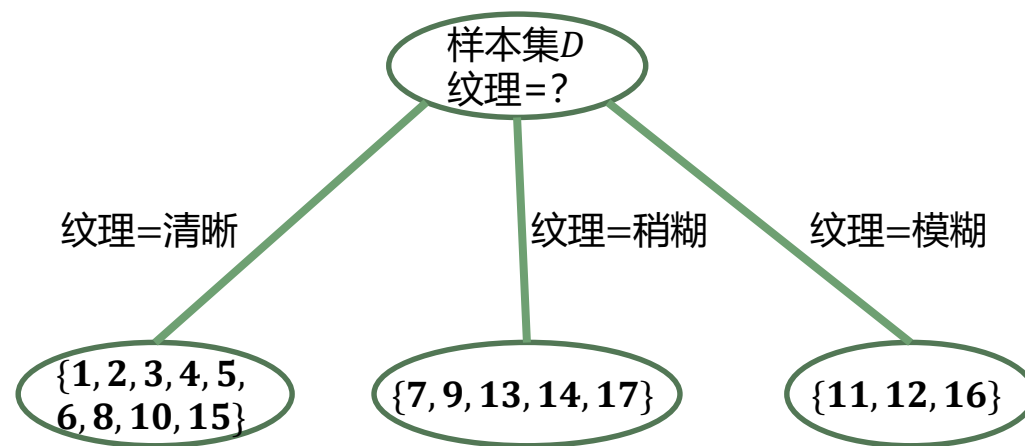 样本集D
纹理=?
纹理=清晰
纹理=稍糊
纹理=模糊
{1, 2, 3, 4, 5,
6, 8, 10, 15}
{7, 9, 13, 14, 17}
{11, 12, 16}